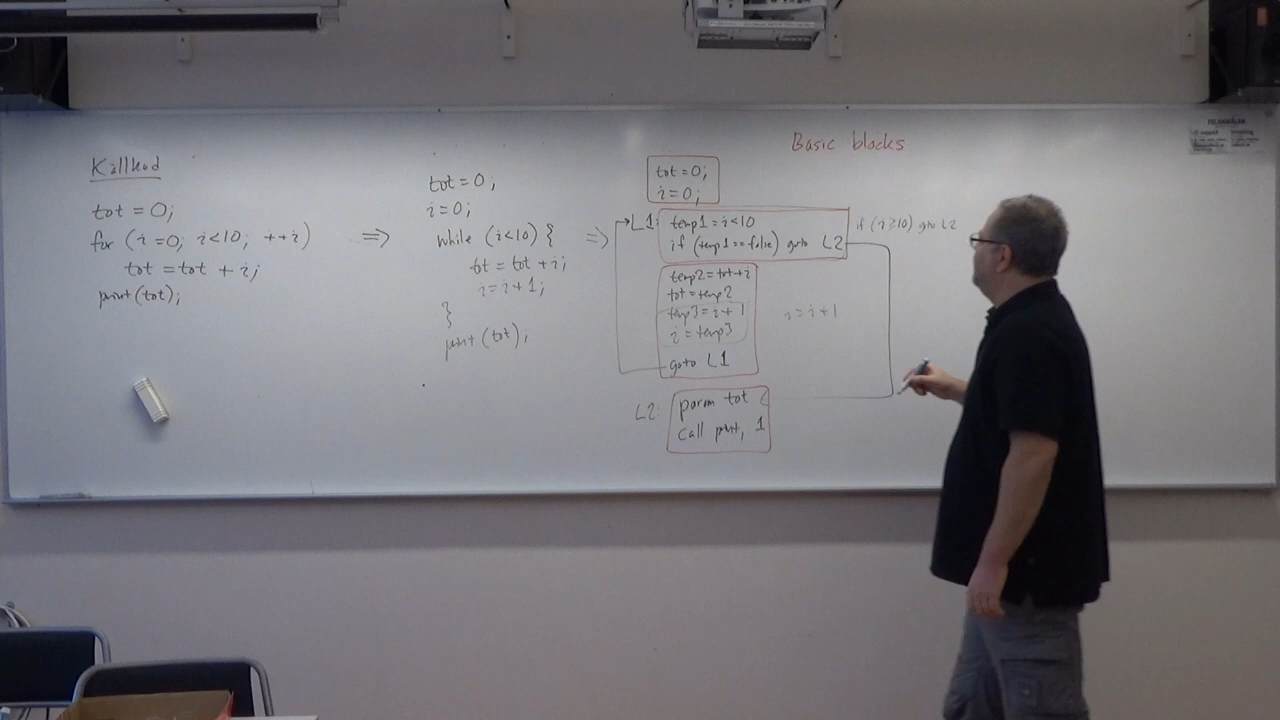 Källkod
tot = 0;
for (i = 0; i < 10; ++i)
tot = tot + i;
print(tot);
⇒
tot = 0;
i = 0;
while (i < 10) {
tot = tot + i;
i = i + 1;
}
print (tot);
⇒
Basic blocks
tot = 0;
i = 0;
L1: temp1 = i < 10
if (temp1 == false) goto L2
if (i ≥ 10) goto L2
temp2 = tot + i
tot = temp2
temp3 = i + 1
i = temp3
goto L1
i = i + 1
L2: param tot
call print, 1
FELANMÄLAN